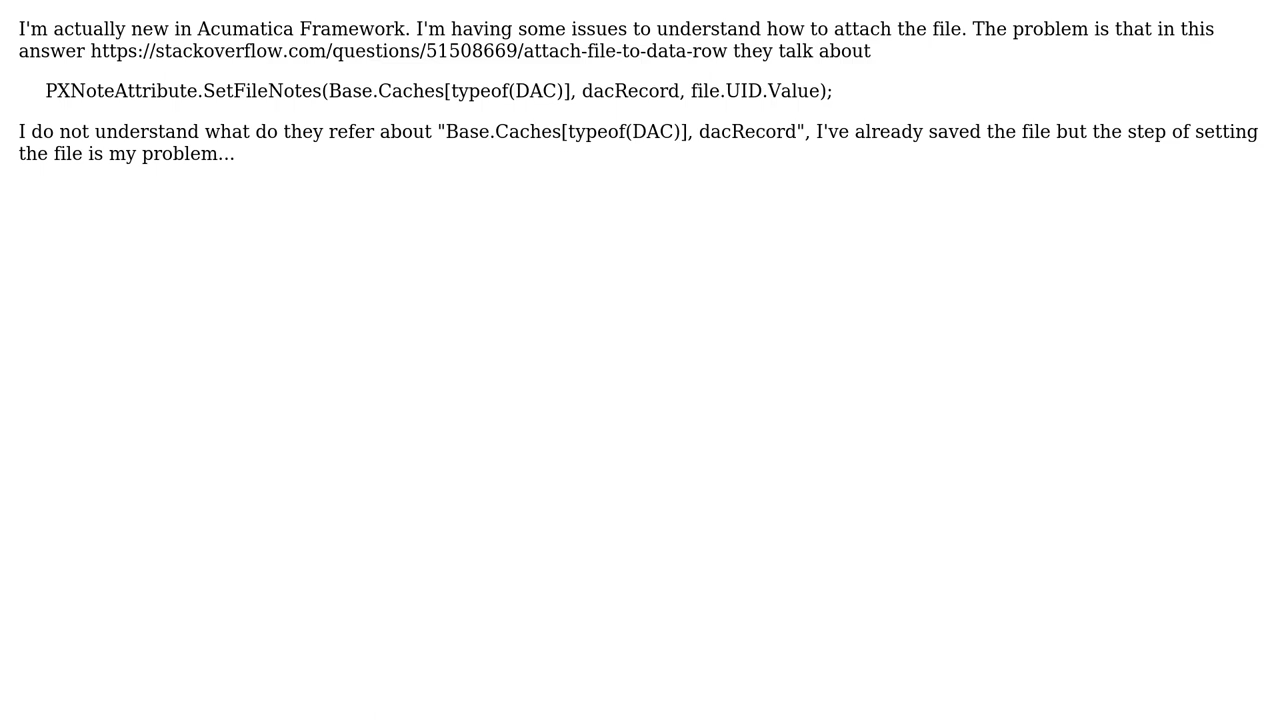 I'm actually new in Acumatica Framework. I'm having some issues to understand how to attach the file. The problem is that in this
answer https://stackoverflow.com/questions/51508669/attach-file-to-data-row they talk about
PXNoteAttribute.SetFileNotes(Base.Caches[typeof(DAC)], dacRecord, file.UID.Value);
I do not understand what do they refer about "Base.Caches[typeof(DAC)], dacRecord", I've already saved the file but the step of setting
the file is my problem...